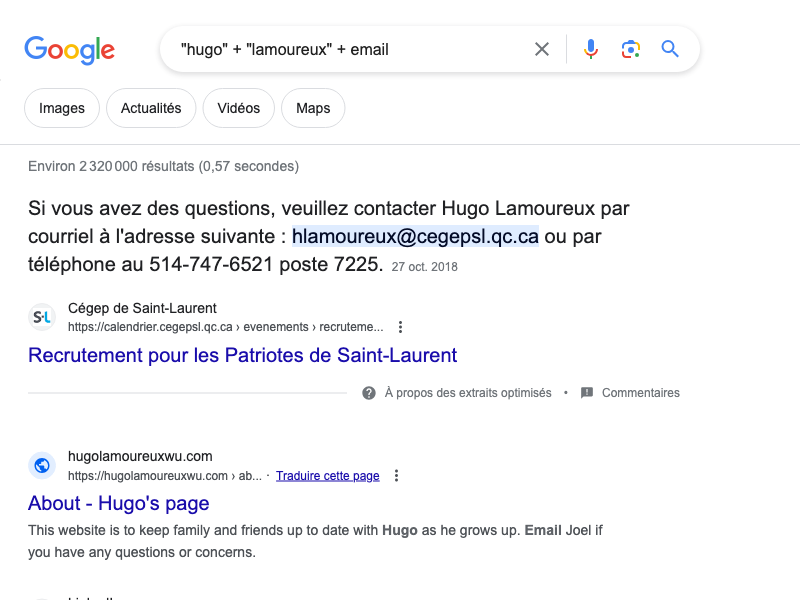 Google
"hugo" + "lamoureux" + email
Images
Actualités
Vidéos
Maps
Environ 2 320 000 résultats (0,57 secondes)
Si vous avez des questions, veuillez contacter Hugo Lamoureux par
courriel à l'adresse suivante : hlamoureux@cegepsl.qc.ca ou par
téléphone au 514-747-6521 poste 7225. 27 oct. 2018
S·L
Cégep de Saint-Laurent
https://calendrier.cegepsl.qc.ca › evenements › recruteme...
Recrutement pour les Patriotes de Saint-Laurent
À propos des extraits optimisés • Commentaires
hugolamoureuxwu.com
https://hugolamoureuxwu.com › ab... · Traduire cette page
About - Hugo's page
This website is to keep family and friends up to date with Hugo as he grows up. Email Joel if
you have any questions or concerns.